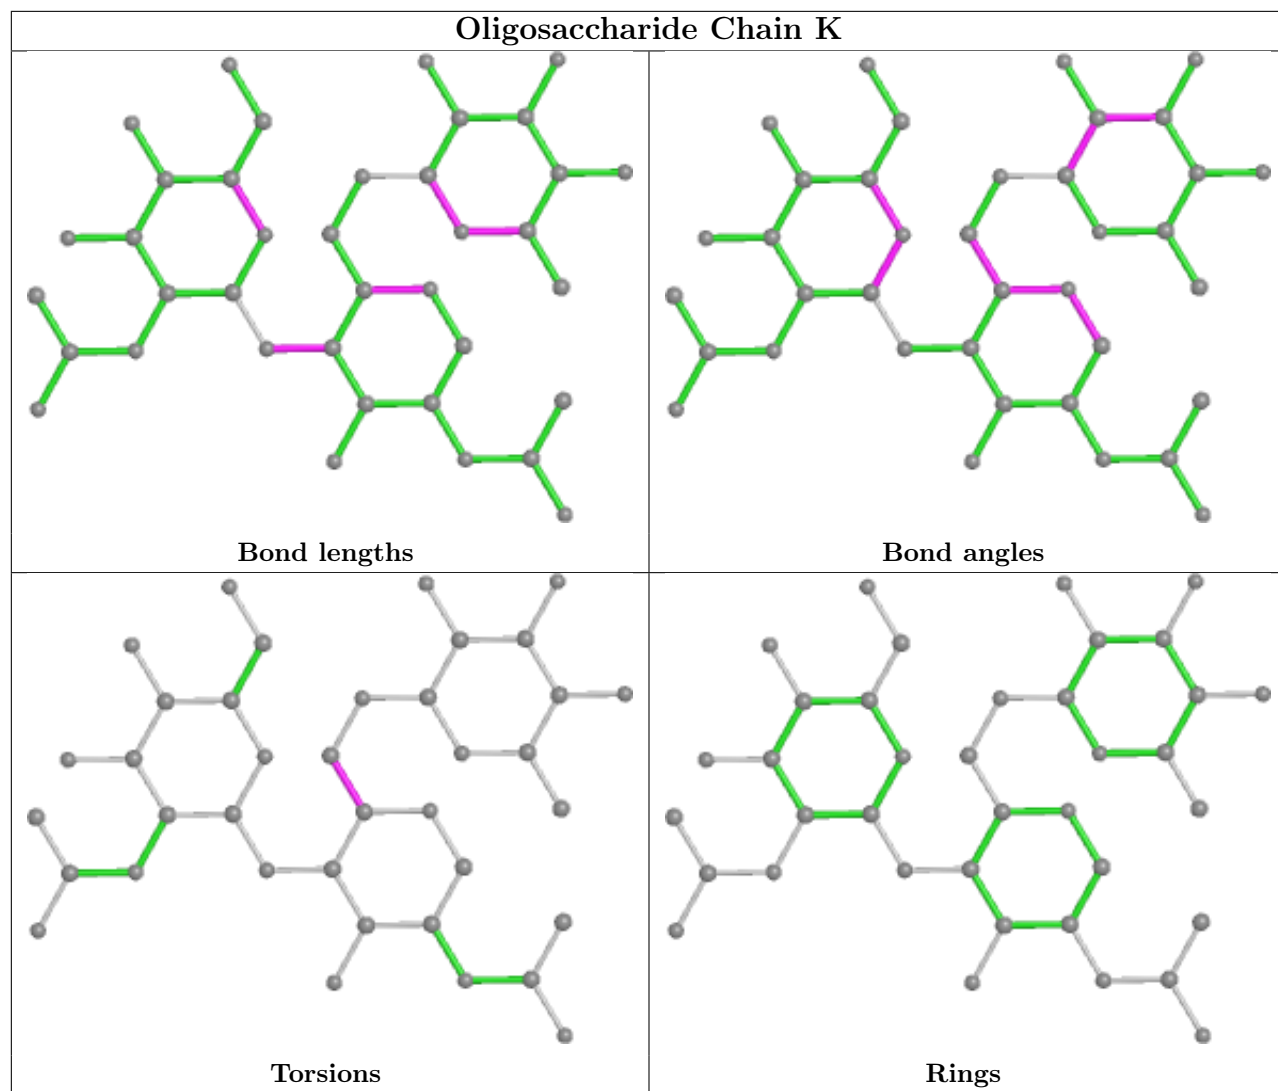 Oligosaccharide Chain K
Bond lengths
Bond angles
Torsions
Rings